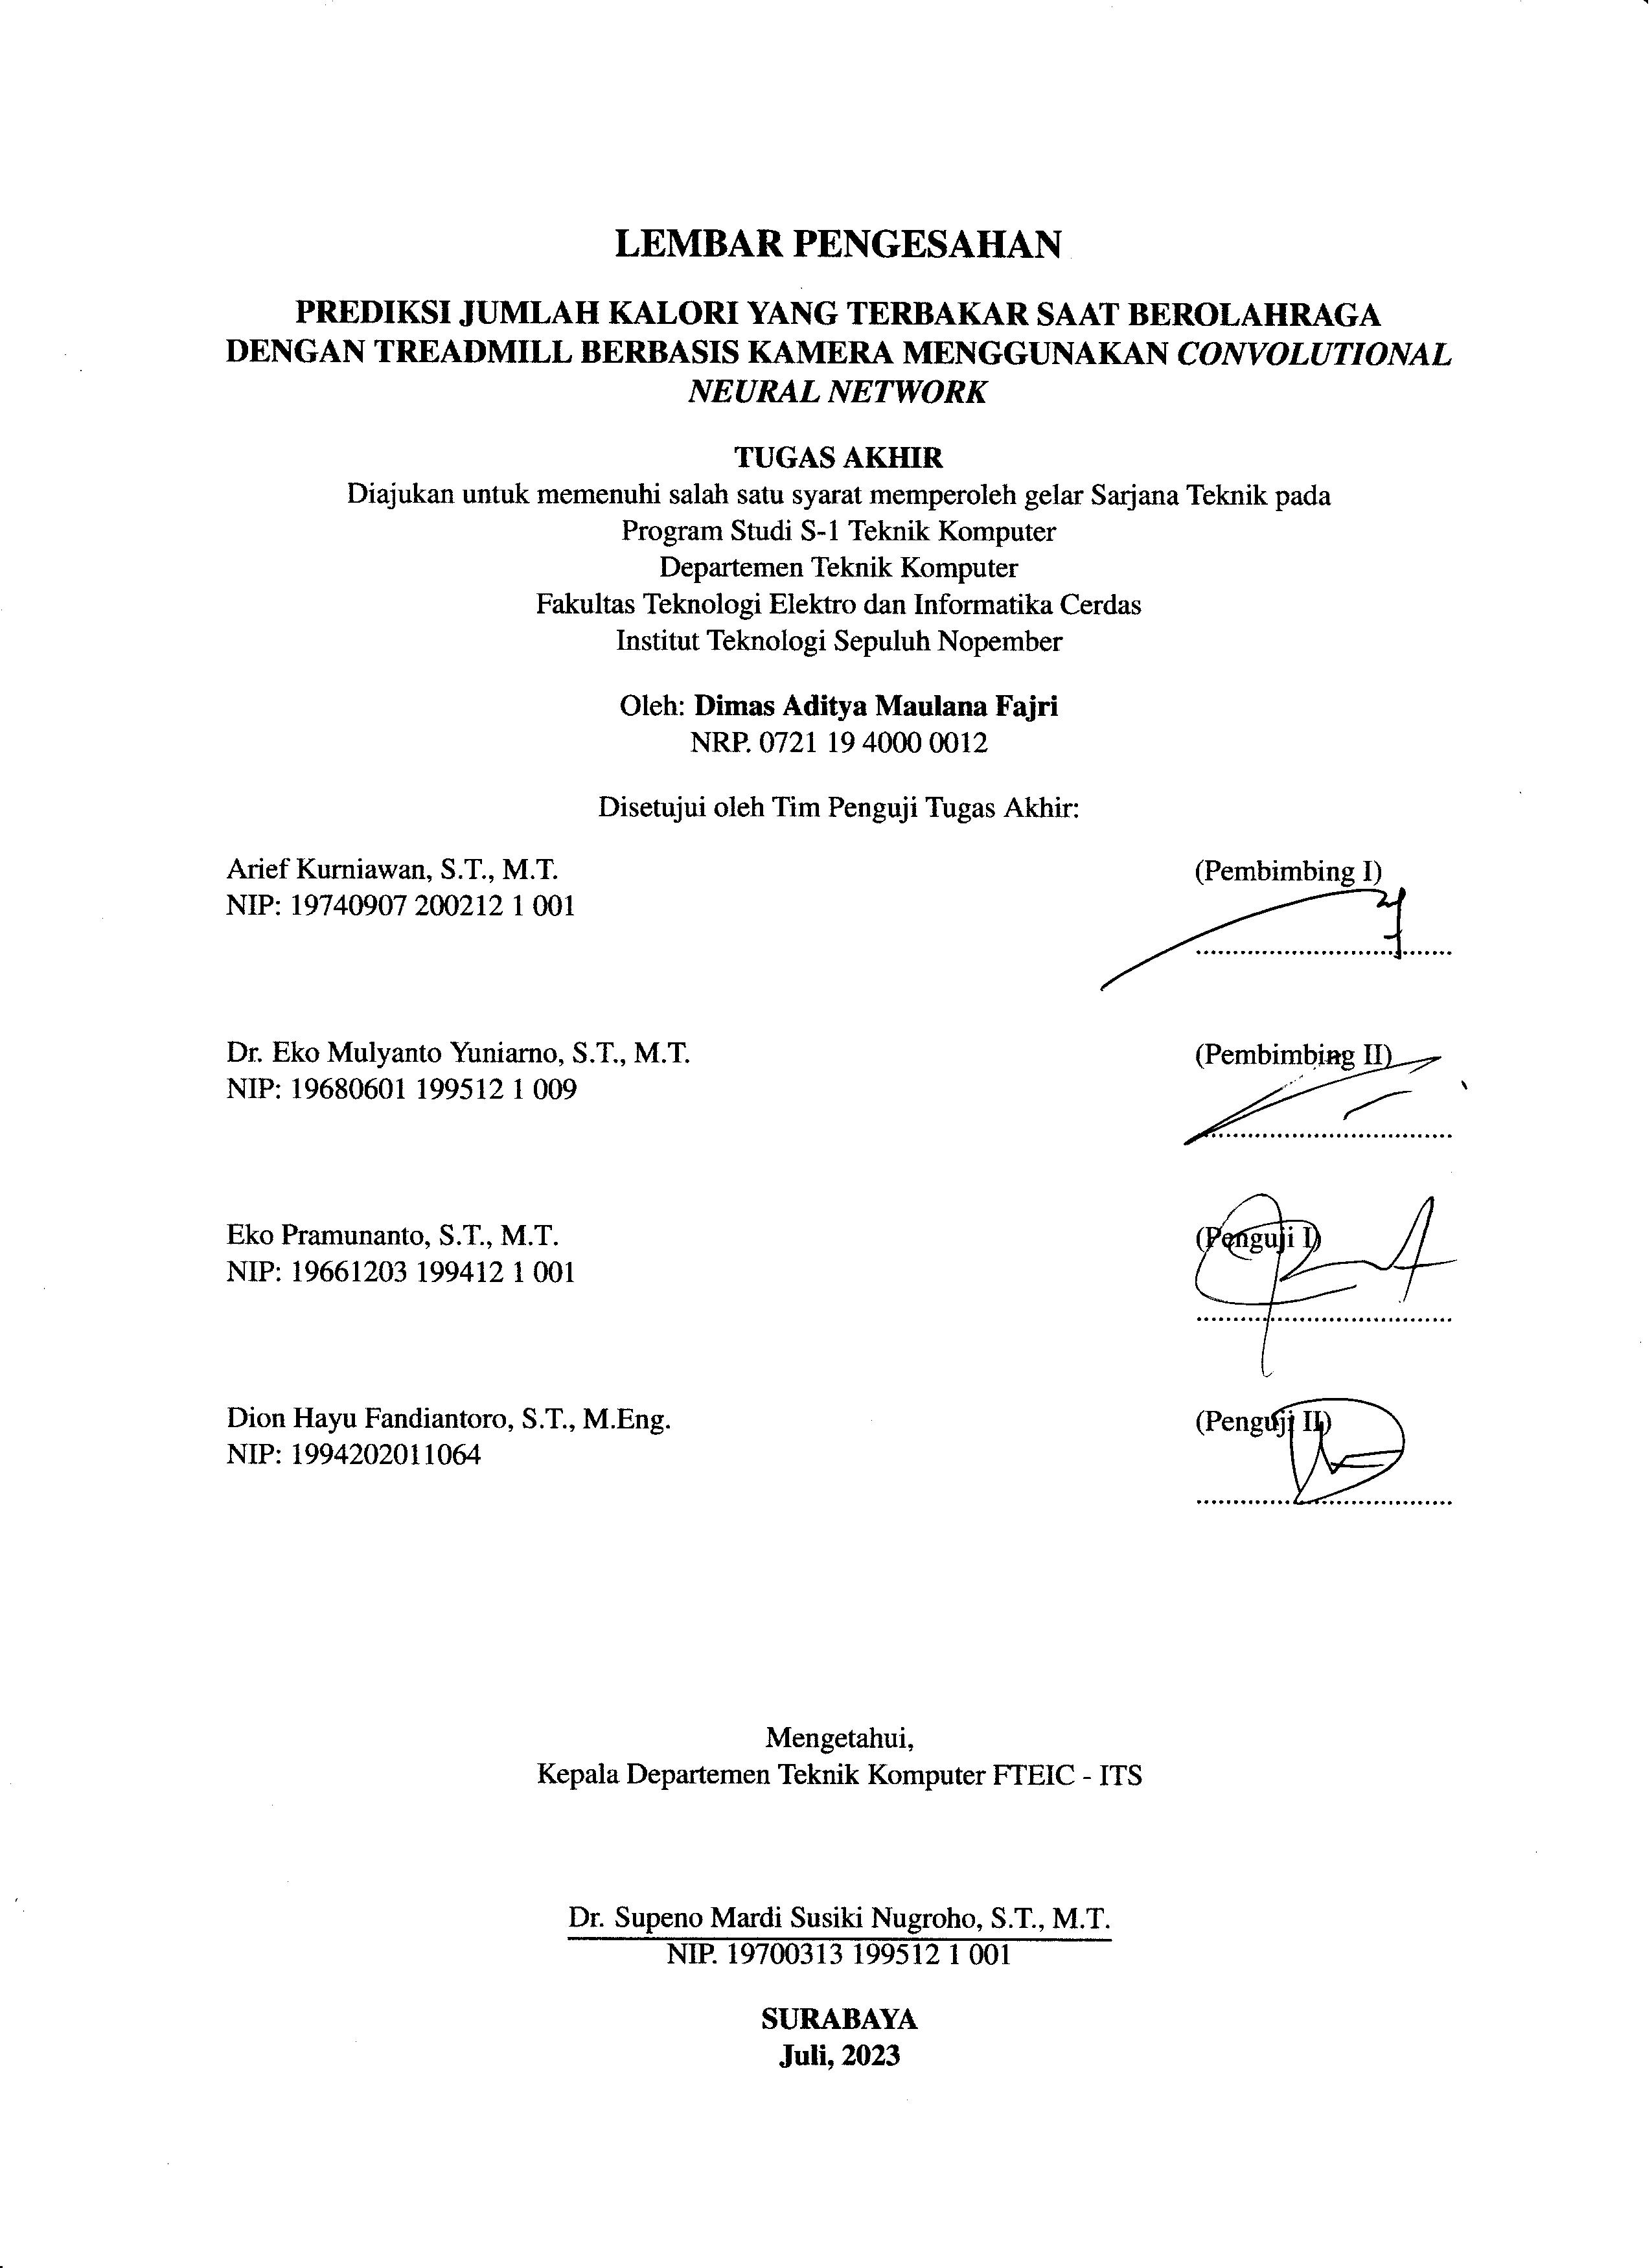 LEMBAR PENGESAHAN
PREDIKSI JUMLAH KALORI YANG TERBAKAR SAAT BEROLAHRAGA
DENGAN TREADMILL BERBASIS KAMERA MENGGUNAKAN CONVOLUTIONAL
NEURAL NETWORK
TUGAS AKHIR
Diajukan untuk memenuhi salah satu syarat memperoleh gelar Sarjana Teknik pada
Program Studi S-1 Teknik Komputer
Departemen Teknik Komputer
Fakultas Teknologi Elektro dan Informatika Cerdas
Institut Teknologi Sepuluh Nopember
Oleh: Dimas Aditya Maulana Fajri
NRP. 0721 19 4000 0012
Disetujui oleh Tim Penguji Tugas Akhir:
Arief Kurniawan, S.T., M.T. (Pembimbing I)
NIP: 19740907 200212 1 001
Dr. Eko Mulyanto Yuniarno, S.T., M.T. (Pembimbing II)
NIP: 19680601 199512 1 009
Eko Pramunanto, S.T., M.T. (Penguji I)
NIP: 19661203 199412 1 001
Dion Hayu Fandiantoro, S.T., M.Eng. (Penguji II)
NIP: 1994202011064
Mengetahui,
Kepala Departemen Teknik Komputer FTEIC - ITS
Dr. Supeno Mardi Susiki Nugroho, S.T., M.T.
NIP. 19700313 199512 1 001
SURABAYA
Juli, 2023